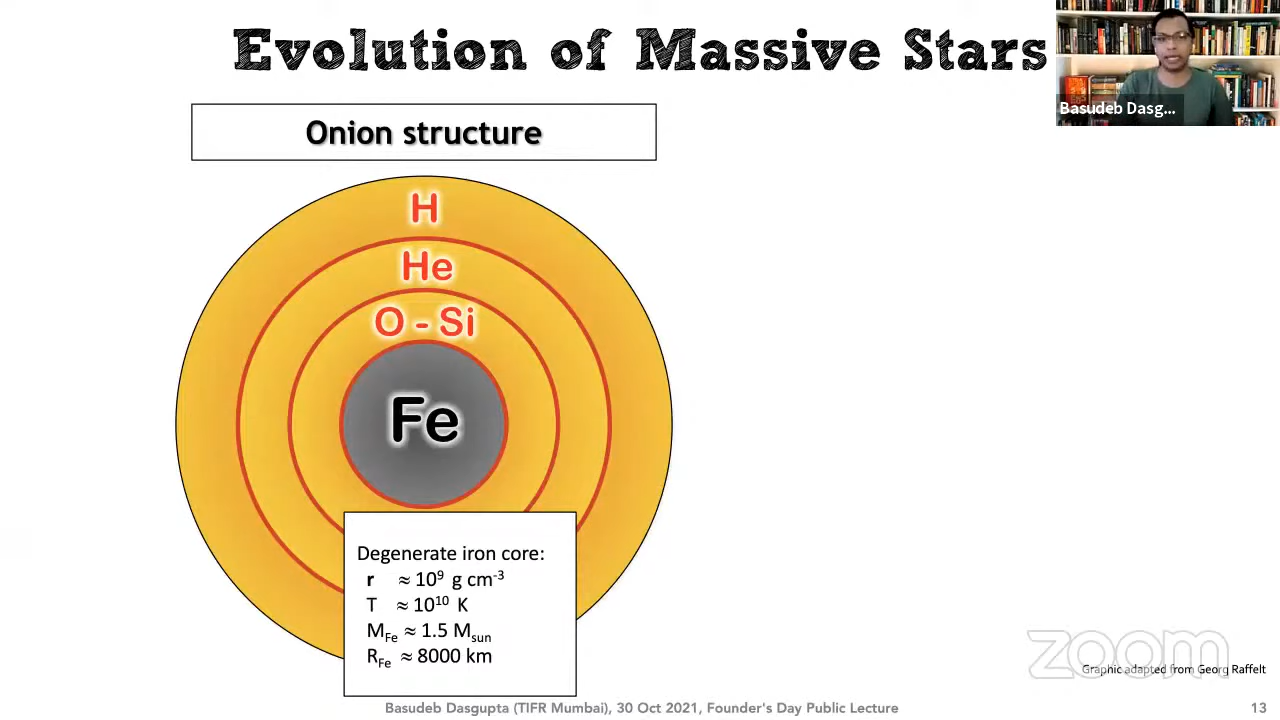 Evolution of Massive Stars
Basudeb Dasg...
Onion structure
H
He
O - Si
Fe
Degenerate iron core:
r ≈ 10⁹ g cm⁻³
T ≈ 10¹⁰ K
M_Fe ≈ 1.5 M_sun
R_Fe ≈ 8000 km
zoom
Graphic adapted from Georg Raffelt
Basudeb Dasgupta (TIFR Mumbai), 30 Oct 2021, Founder's Day Public Lecture
13